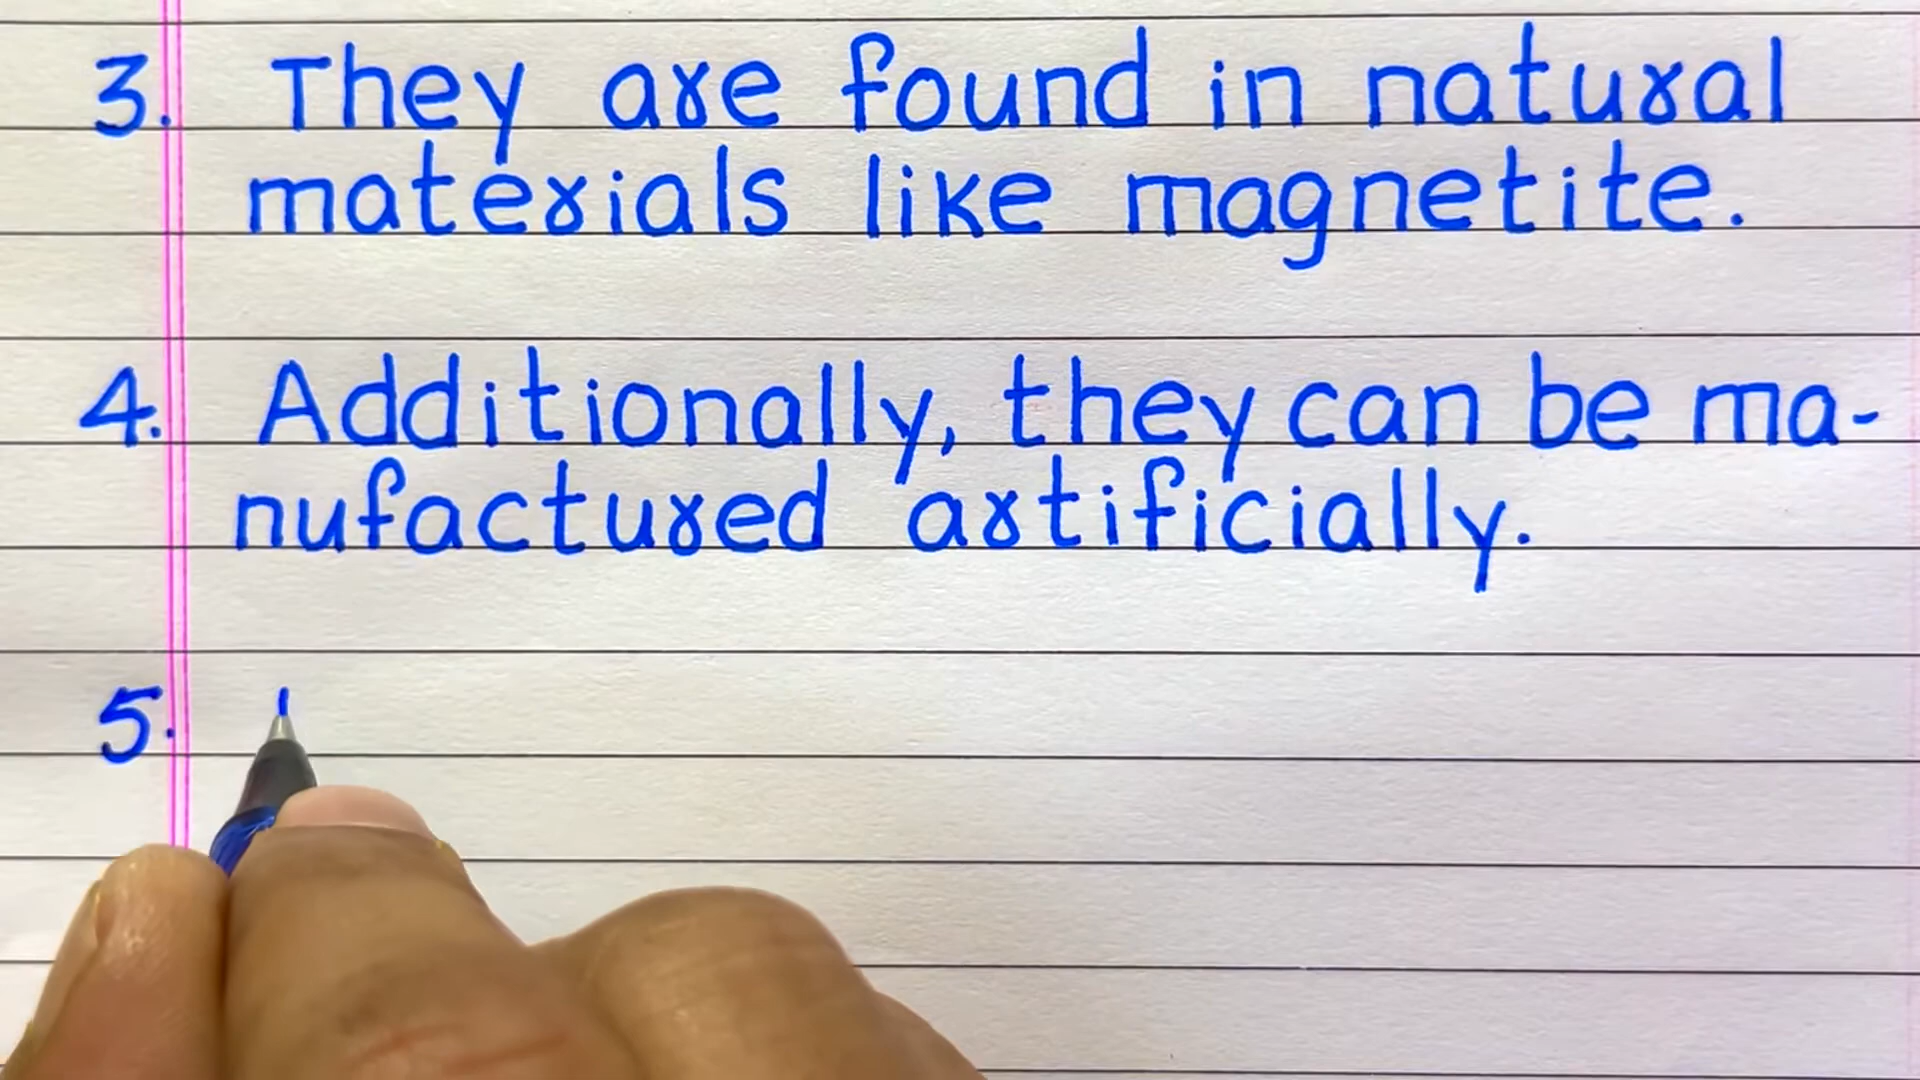 3. They are found in natural
materials like magnetite.
4. Additionally, they can be ma-
nufactured artificially.
5.